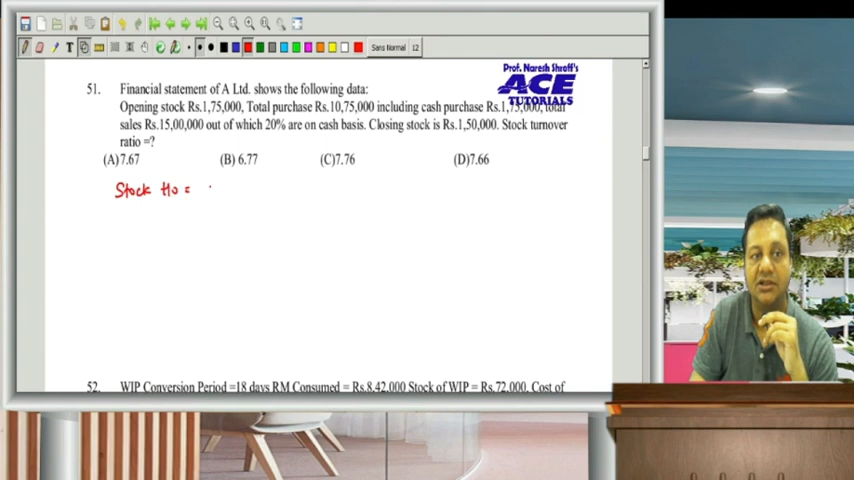 Sans Normal 12
Prof. Naresh Shroff's
ACE
TUTORIALS
51. Financial statement of A Ltd. shows the following data:
Opening stock Rs.1,75,000, Total purchase Rs.10,75,000 including cash purchase Rs.1,75,000, total
sales Rs.15,00,000 out of which 20% are on cash basis. Closing stock is Rs.1,50,000. Stock turnover
ratio =?
(A)7.67 (B) 6.77 (C)7.76 (D)7.66
Stock t/o =
52. WIP Conversion Period =18 days RM Consumed = Rs.8,42,000 Stock of WIP = Rs.72,000, Cost of